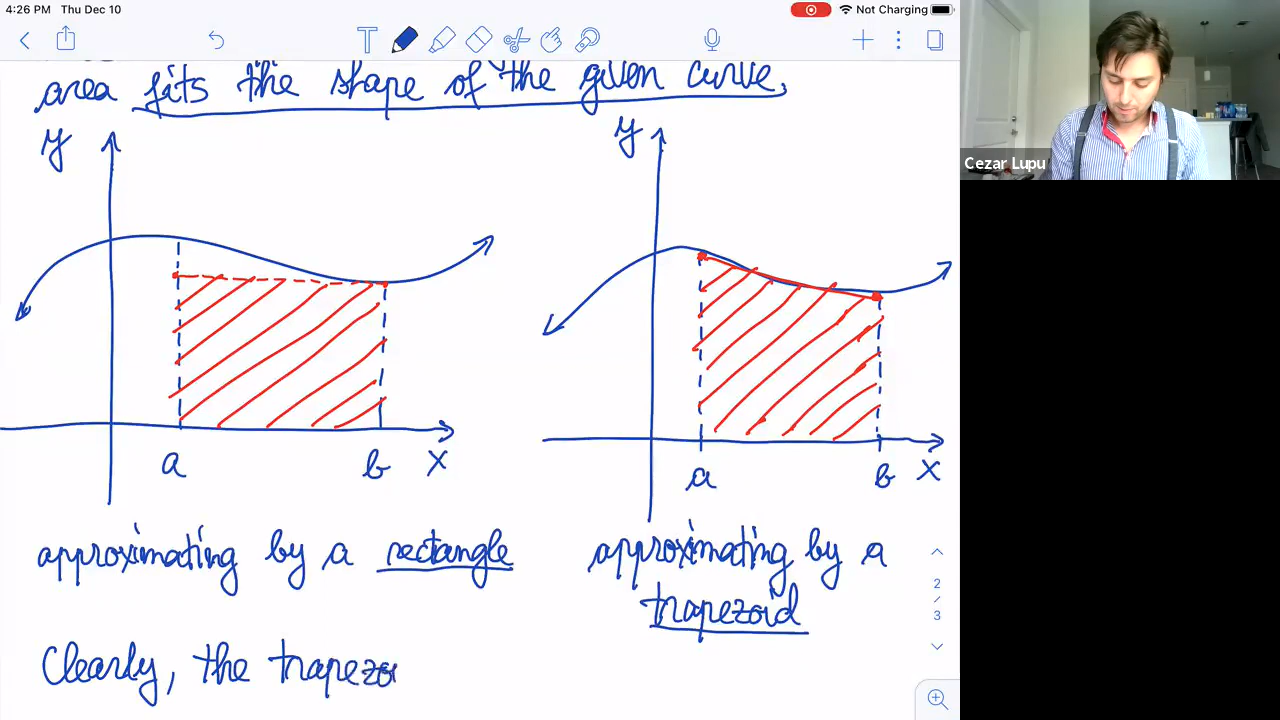 4:26 PM Thu Dec 10
Not Charging
T
area fits the shape of the given curve.
y
y
Cezar Lupu
a
b
x
a
b
x
approximating by a rectangle
approximating by a
trapezoid
2
/
3
Clearly, the trapezo